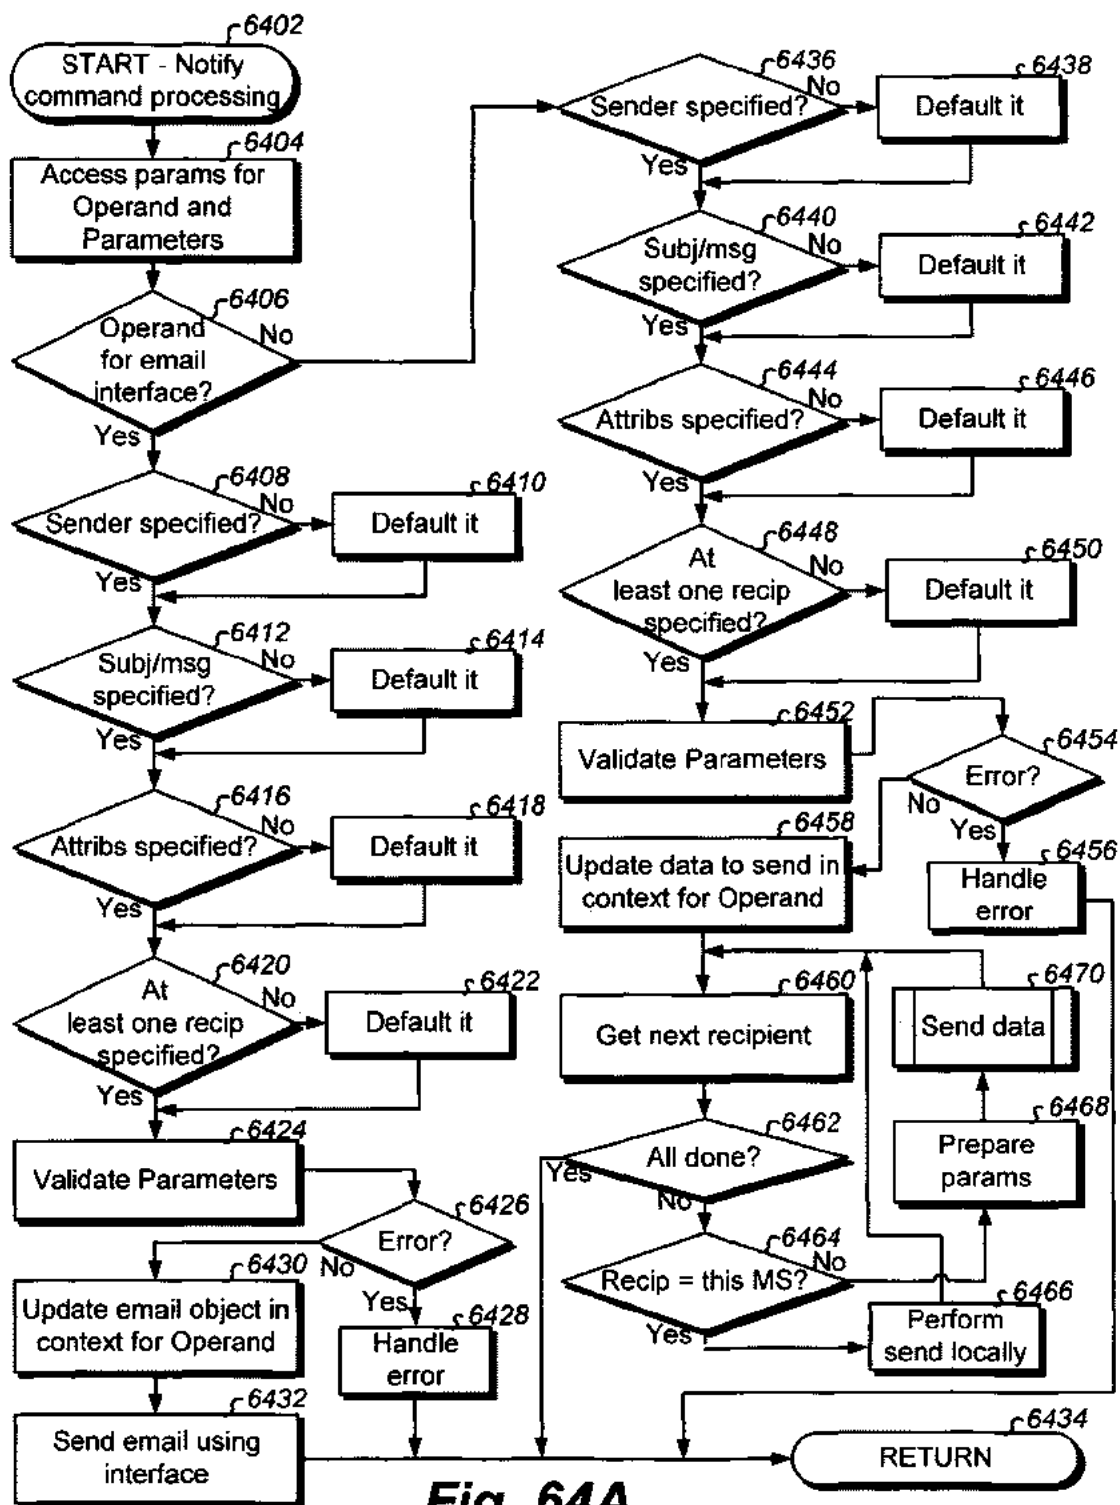 6402
START - Notify
command processing
6404
Access params for
Operand and
Parameters
6406
Operand
for email
interface?
No
Yes
6408
Sender specified?
No
Yes
6410
Default it
6412
Subj/msg
specified?
No
Yes
6414
Default it
6416
Attribs specified?
No
Yes
6418
Default it
6420
At
least one recip
specified?
No
Yes
6422
Default it
6424
Validate Parameters
6426
Error?
No
Yes
6428
Handle
error
6430
Update email object in
context for Operand
6432
Send email using
interface
6436
Sender specified?
No
Yes
6438
Default it
6440
Subj/msg
specified?
No
Yes
6442
Default it
6444
Attribs specified?
No
Yes
6446
Default it
6448
At
least one recip
specified?
No
Yes
6450
Default it
6452
Validate Parameters
6454
Error?
No
Yes
6456
Handle
error
6458
Update data to send in
context for Operand
6460
Get next recipient
6462
All done?
Yes
No
6464
Recip = this MS?
No
Yes
6466
Perform
send locally
6468
Prepare
params
6470
Send data
6434
RETURN
Fig. 64A